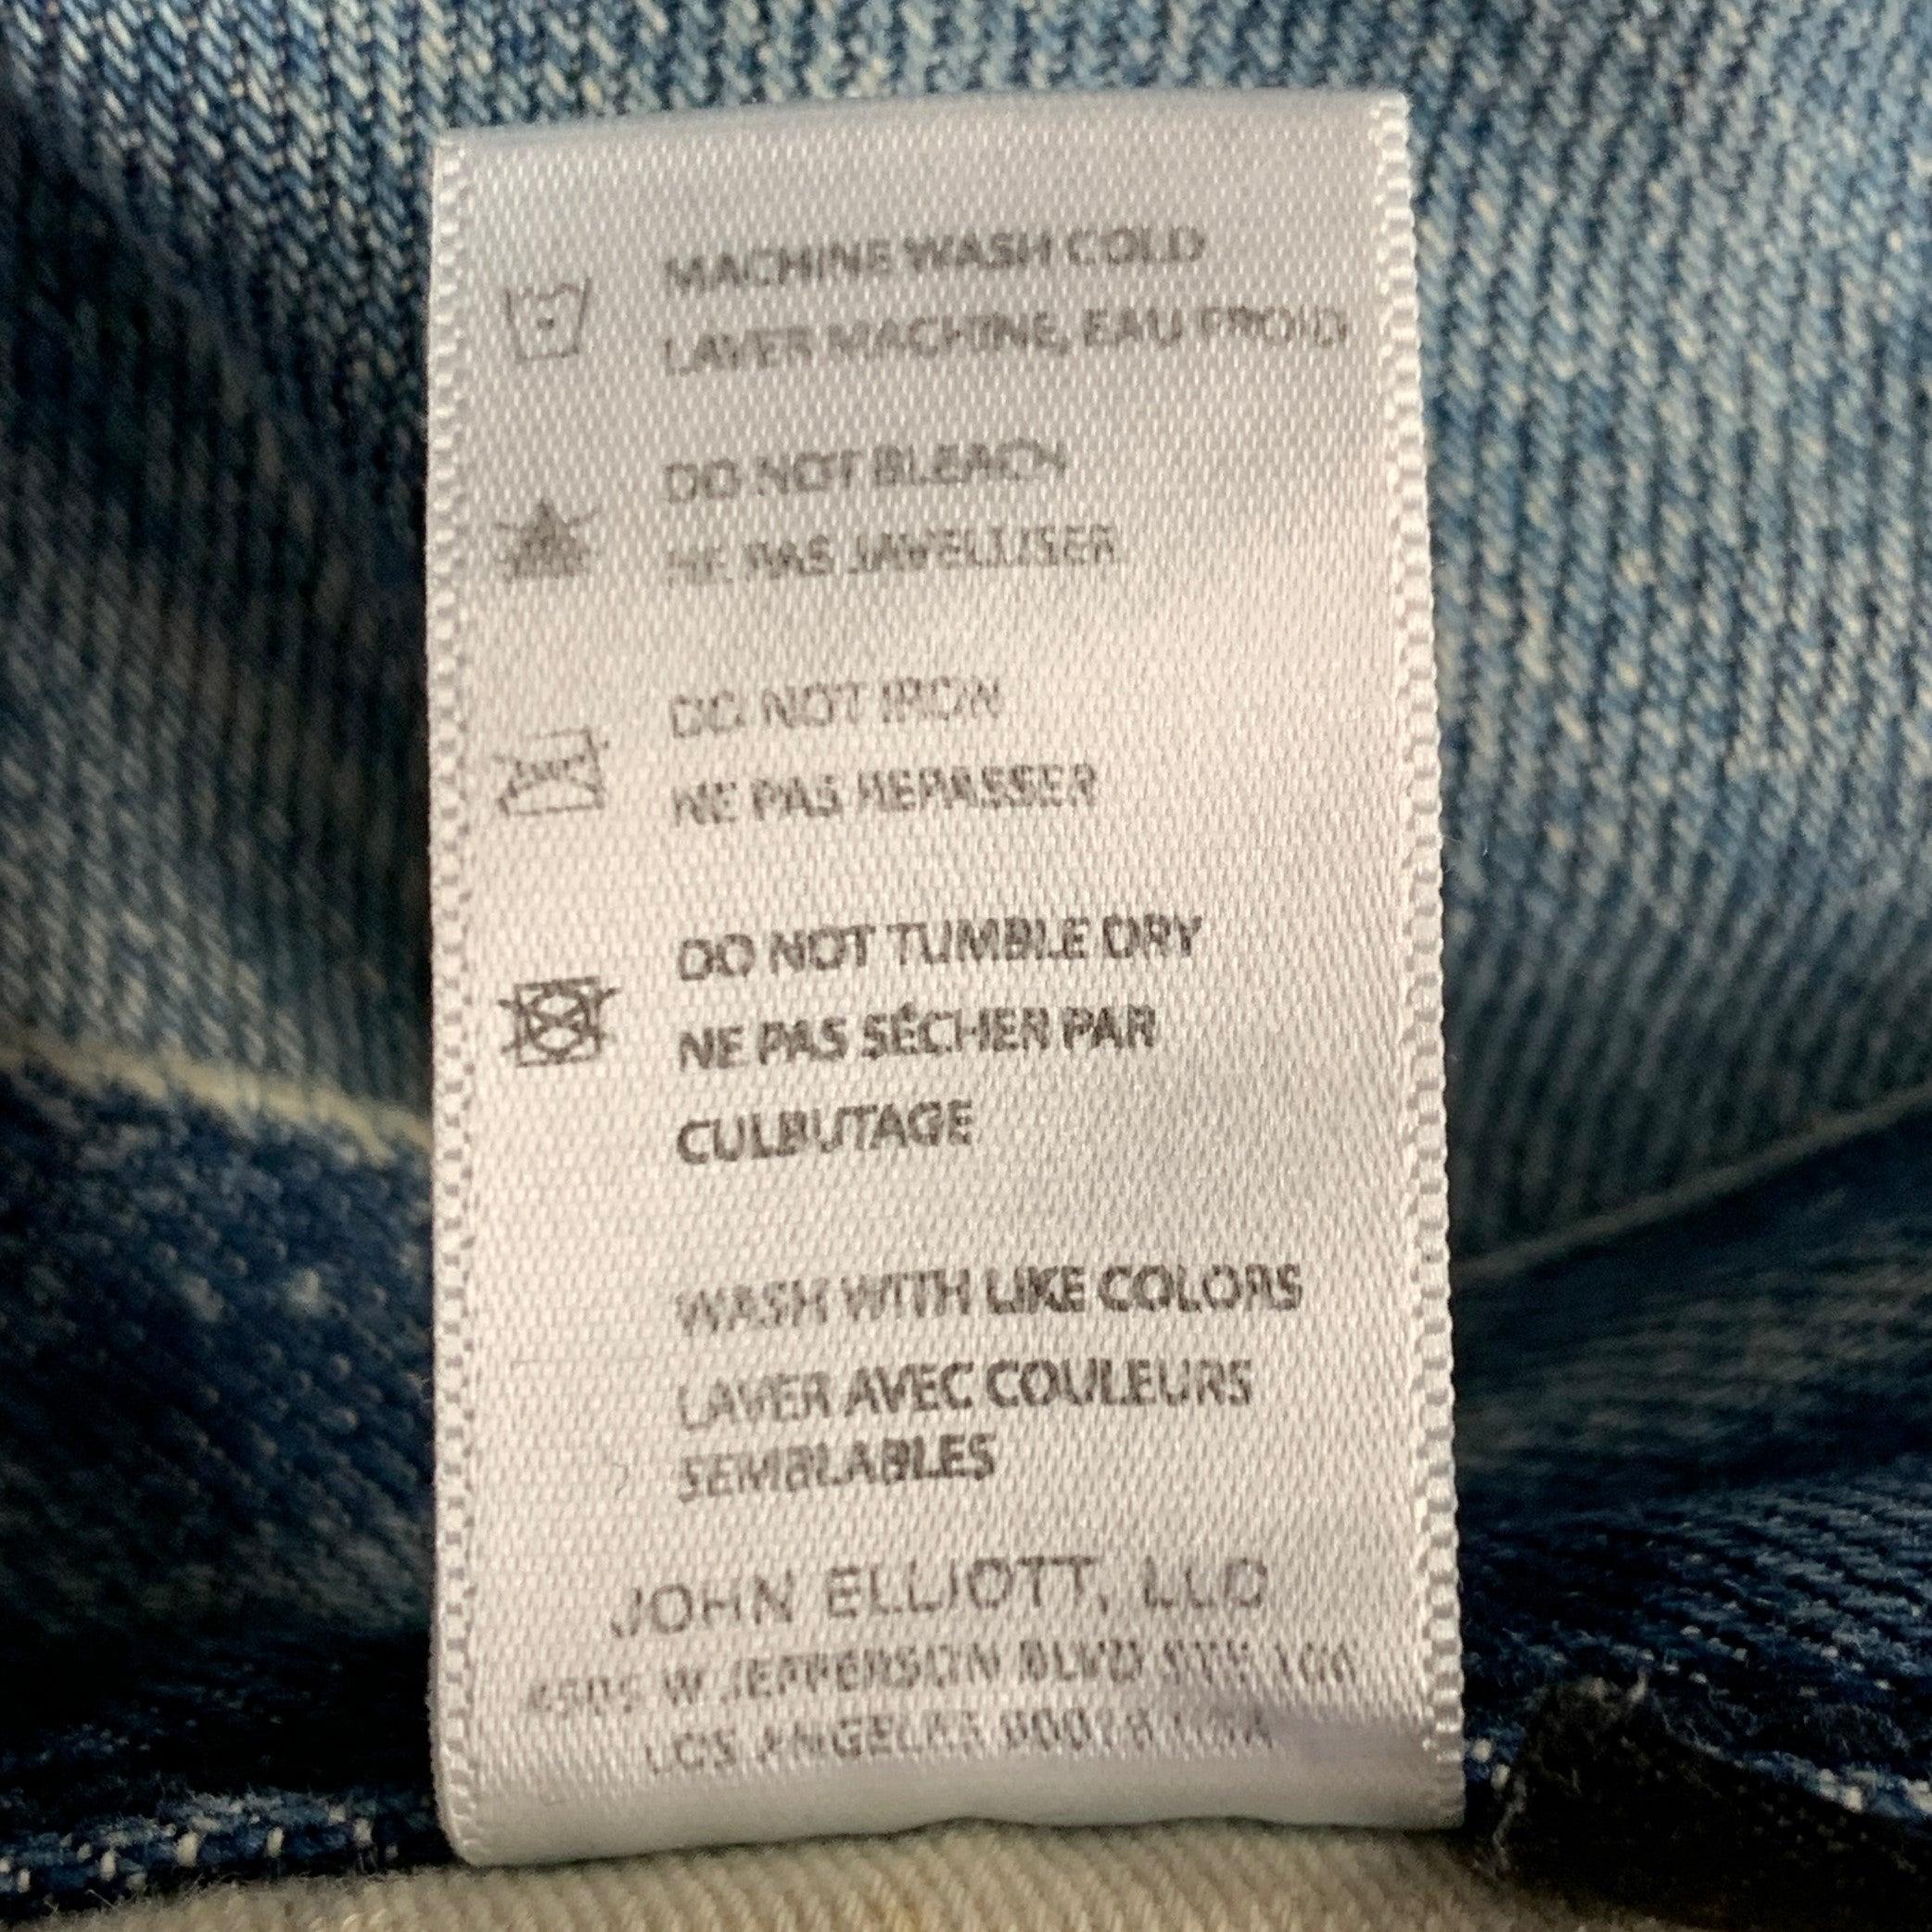 MACHINE WASH COLD
LAVER MACHINE, EAU FROID
DO NOT BLEACH
NE PAS JAVELLISER
DO NOT IRON
NE PAS REPASSER
DO NOT TUMBLE DRY
NE PAS SÉCHER PAR
CULBUTAGE
WASH WITH LIKE COLORS
LAVER AVEC COULEURS
SEMBLABLES
JOHN ELLIOTT, LLC
W JEFFERSON BLVD STE
LOS ANGELES USA